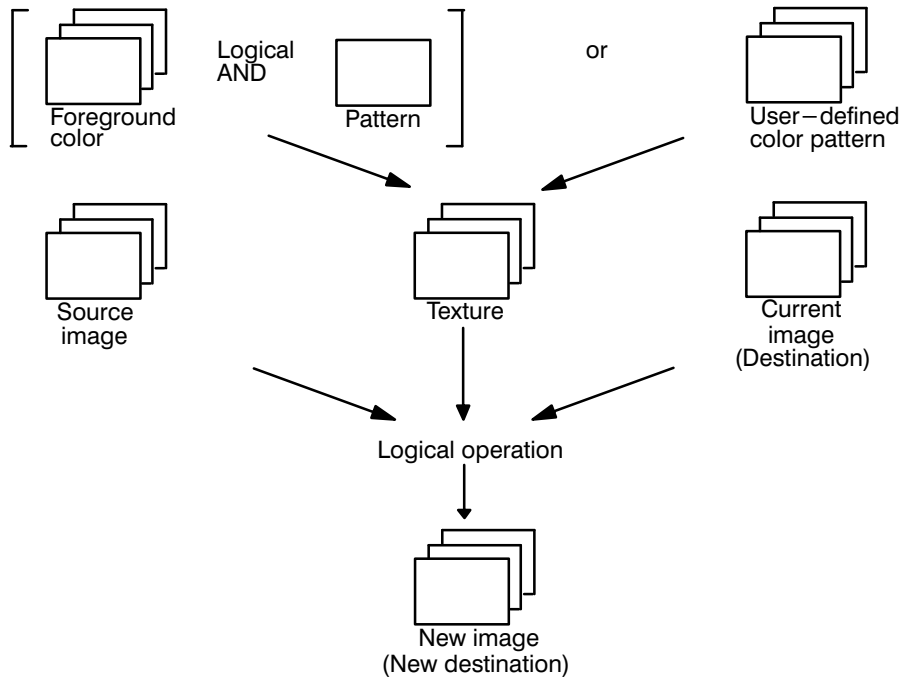 Foreground
color
Logical
AND
Pattern
or
User−defined
color pattern
Source
image
Texture
Current
image
(Destination)
Logical operation
New image
(New destination)